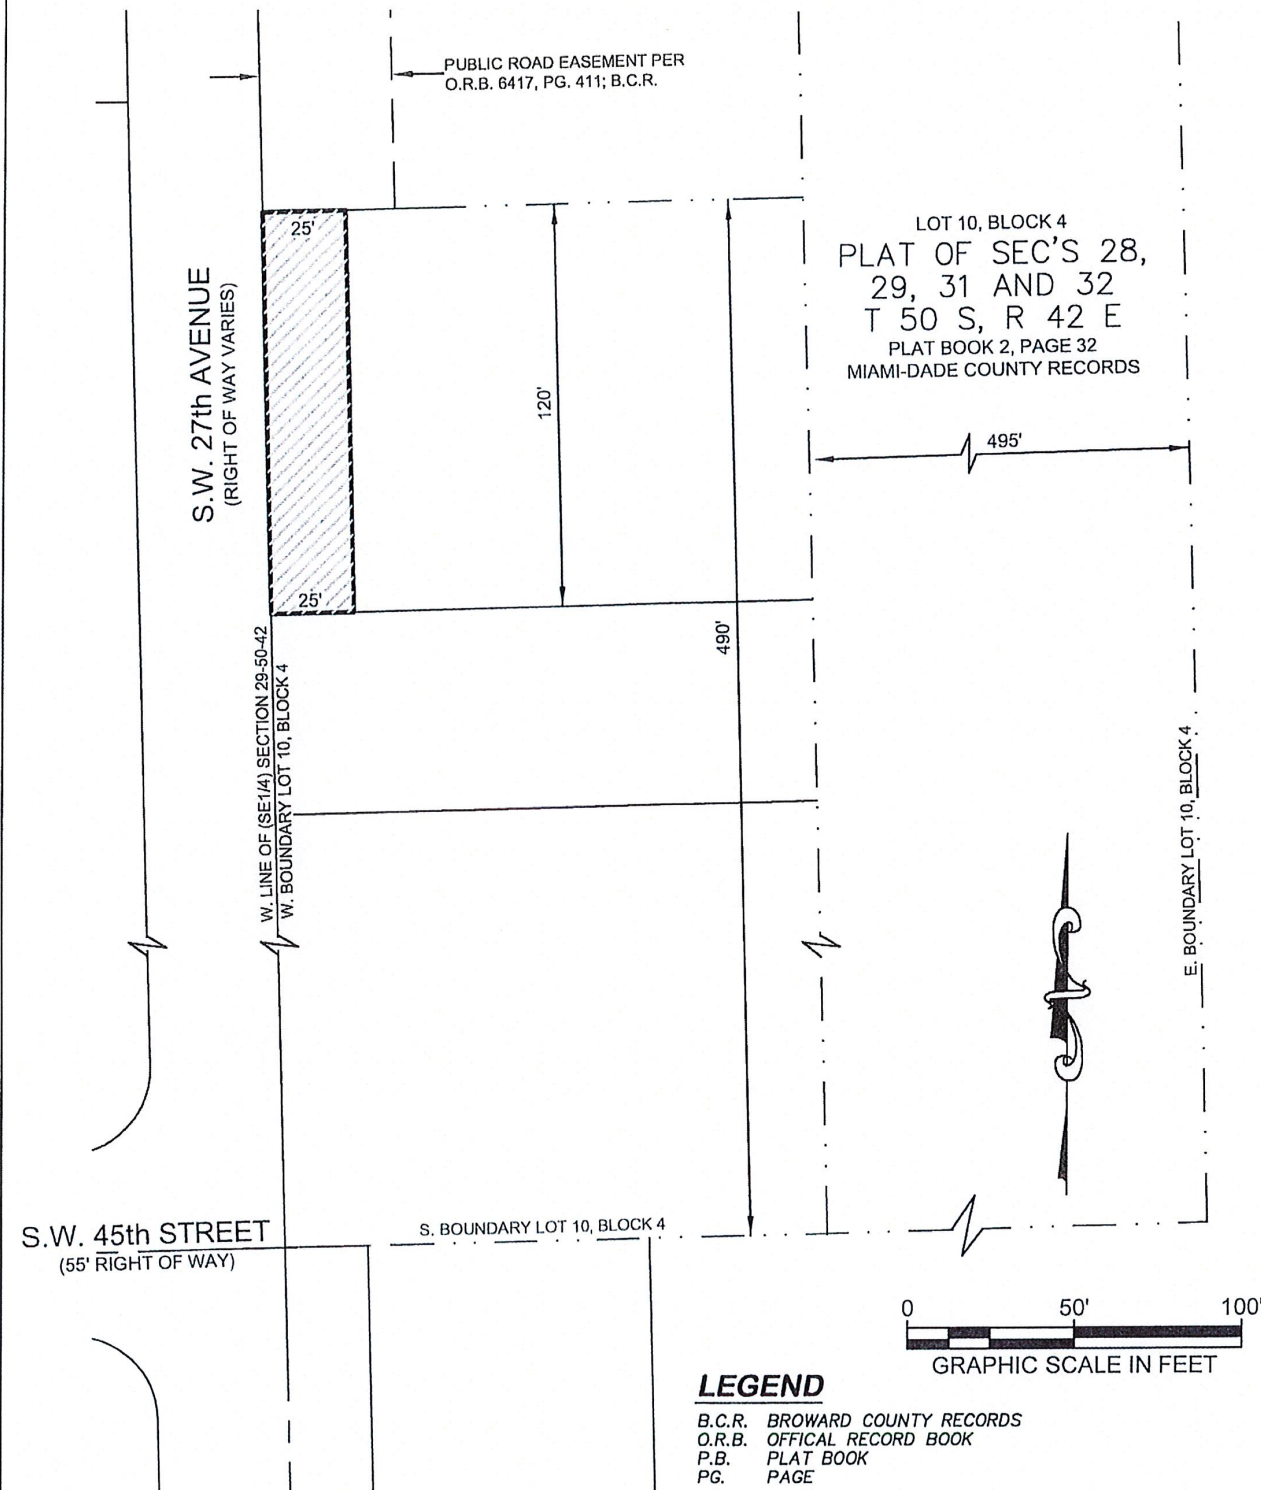 PUBLIC ROAD EASEMENT PER
O.R.B. 6417, PG. 411; B.C.R.
LOT 10, BLOCK 4
PLAT OF SEC'S 28,
29, 31 AND 32
T 50 S, R 42 E
PLAT BOOK 2, PAGE 32
MIAMI-DADE COUNTY RECORDS
25'
S.W. 27th AVENUE
(RIGHT OF WAY VARIES)
120'
495'
25'
490'
W. LINE OF (SE1/4) SECTION 29-50-42
W. BOUNDARY LOT 10, BLOCK 4
E. BOUNDARY LOT 10, BLOCK 4
S.W. 45th STREET
(55' RIGHT OF WAY)
S. BOUNDARY LOT 10, BLOCK 4
0 50' 100'
GRAPHIC SCALE IN FEET
LEGEND
B.C.R. BROWARD COUNTY RECORDS
O.R.B. OFFICAL RECORD BOOK
P.B. PLAT BOOK
PG. PAGE